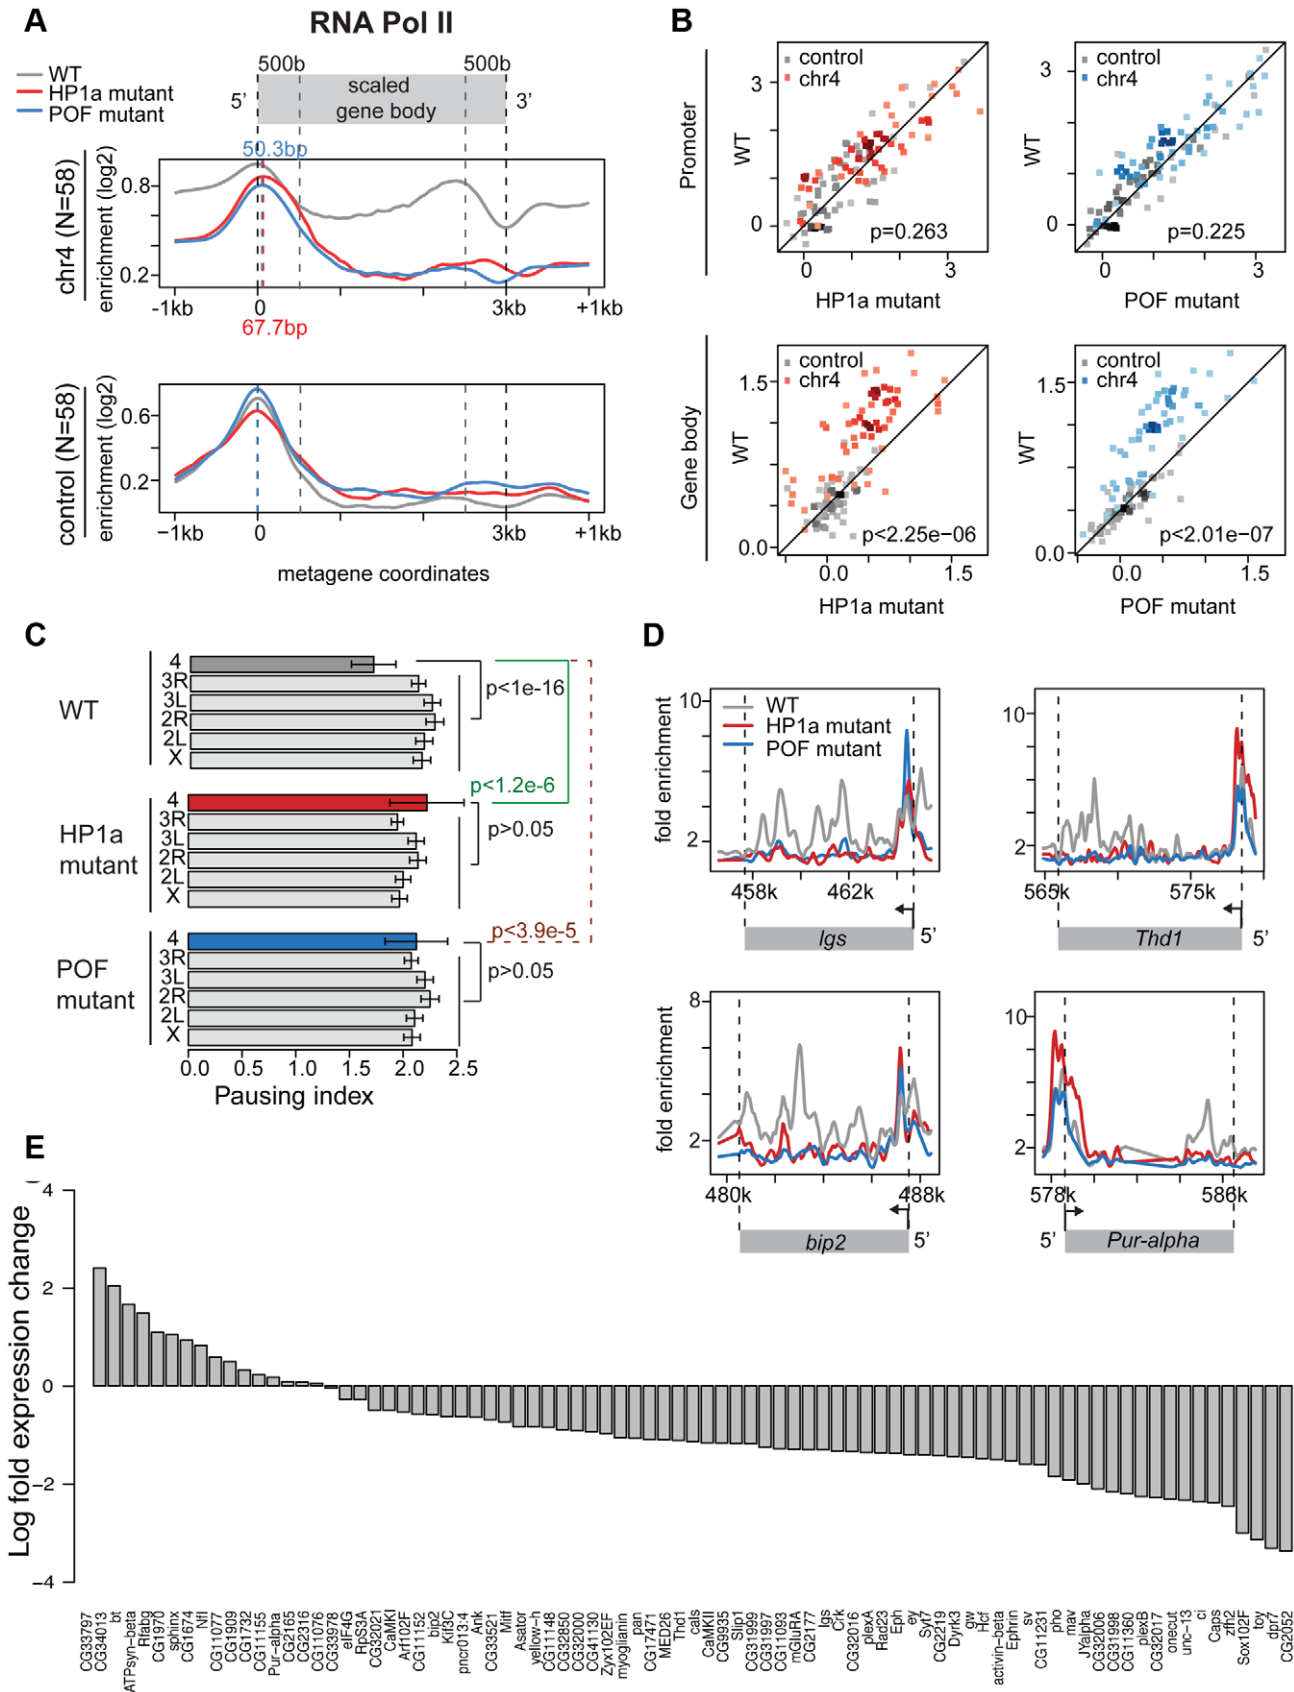 A
RNA Pol II
WT
HP1a mutant
POF mutant
500b
500b
scaled
gene body
5’
3’
50.3bp
chr4 (N=58)
enrichment (log2)
0.8
0.2
-1kb
0
3kb
+1kb
67.7bp
control (N=58)
enrichment (log2)
0.6
0.2
−1kb
0
3kb
+1kb
metagene coordinates
B
Promoter
WT
3
0
control
chr4
p=0.263
0
3
HP1a mutant
WT
3
0
control
chr4
p=0.225
0
3
POF mutant
Gene body
WT
1.5
0.0
control
chr4
p<2.25e−06
0.0
1.5
HP1a mutant
WT
1.5
0.0
control
chr4
p<2.01e−07
0.0
1.5
POF mutant
C
WT
4
3R
3L
2R
2L
X
p<1e-16
p<1.2e-6
HP1a
mutant
4
3R
3L
2R
2L
X
p>0.05
p<3.9e-5
POF
mutant
4
3R
3L
2R
2L
X
p>0.05
0.0
0.5
1.0
1.5
2.0
2.5
Pausing index
D
WT
HP1a mutant
POF mutant
fold enrichment
10
2
458k
462k
lgs
5’
10
2
565k
575k
Thd1
5’
fold enrichment
8
2
480k
488k
bip2
5’
10
2
578k
586k
5’
Pur-alpha
E
Log fold expression change
4
2
0
−2
−4
CG33797
CG34013
bt
ATPsyn−beta
Rfabg
CG1970
sphinx
CG1674
Nfl
CG11077
CG1909
CG1732
CG11155
Pur−alpha
CG2165
CG2316
CG11076
CG33978
eIF4G
RpS3A
CG32021
CaMKI
Arf102F
CG11152
bip2
Kif3C
pncr013:4
Ank
CG33521
Mitf
Asator
yellow−h
CG11148
CG32850
CG32000
CG41130
Zyx102EF
myoglianin
pan
CG17471
MED26
Thd1
cals
CaMKII
CG9935
Slip1
CG31999
CG31997
CG11093
mGluRA
CG2177
lgs
Crk
CG32016
plexA
Rad23
Eph
ey
Syt7
CG2219
Dyrk3
gw
Hcf
activin−beta
Ephrin
sv
CG11231
pho
mav
JYalpha
CG32006
CG31998
CG11360
plexB
CG2017
onecut
unc−13
ci
Caps
zfh2
Sox102F
toy
dpr7
CG2052